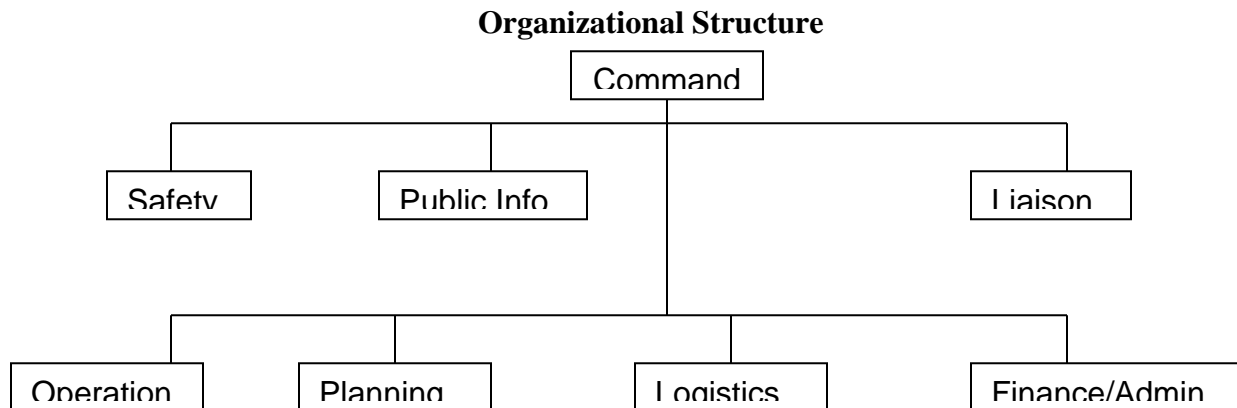 Organizational Structure
Command
Safety
Public Info
Liaison
Operation
Planning
Logistics
Finance/Admin